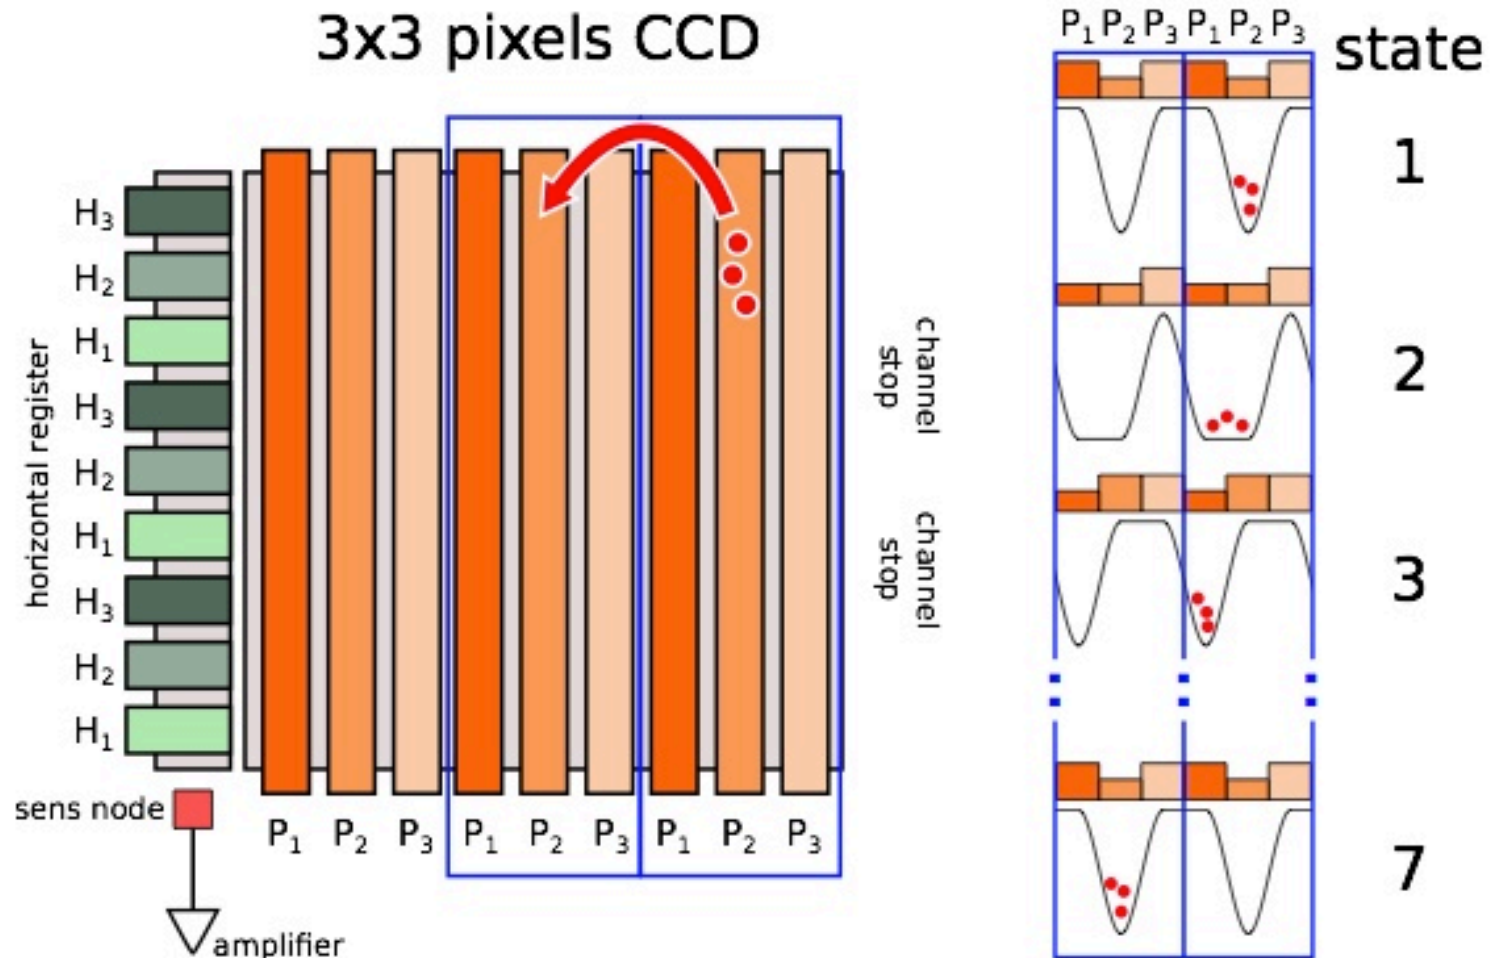 3x3 pixels CCD
P₁ P₂ P₃ P₁ P₂ P₃
state
1
2
3
7
H₃
H₂
H₁
H₃
H₂
H₁
H₃
H₂
H₁
horizontal register
channel
stop
channel
stop
sens node
P₁ P₂ P₃ P₁ P₂ P₃ P₁ P₂ P₃
amplifier